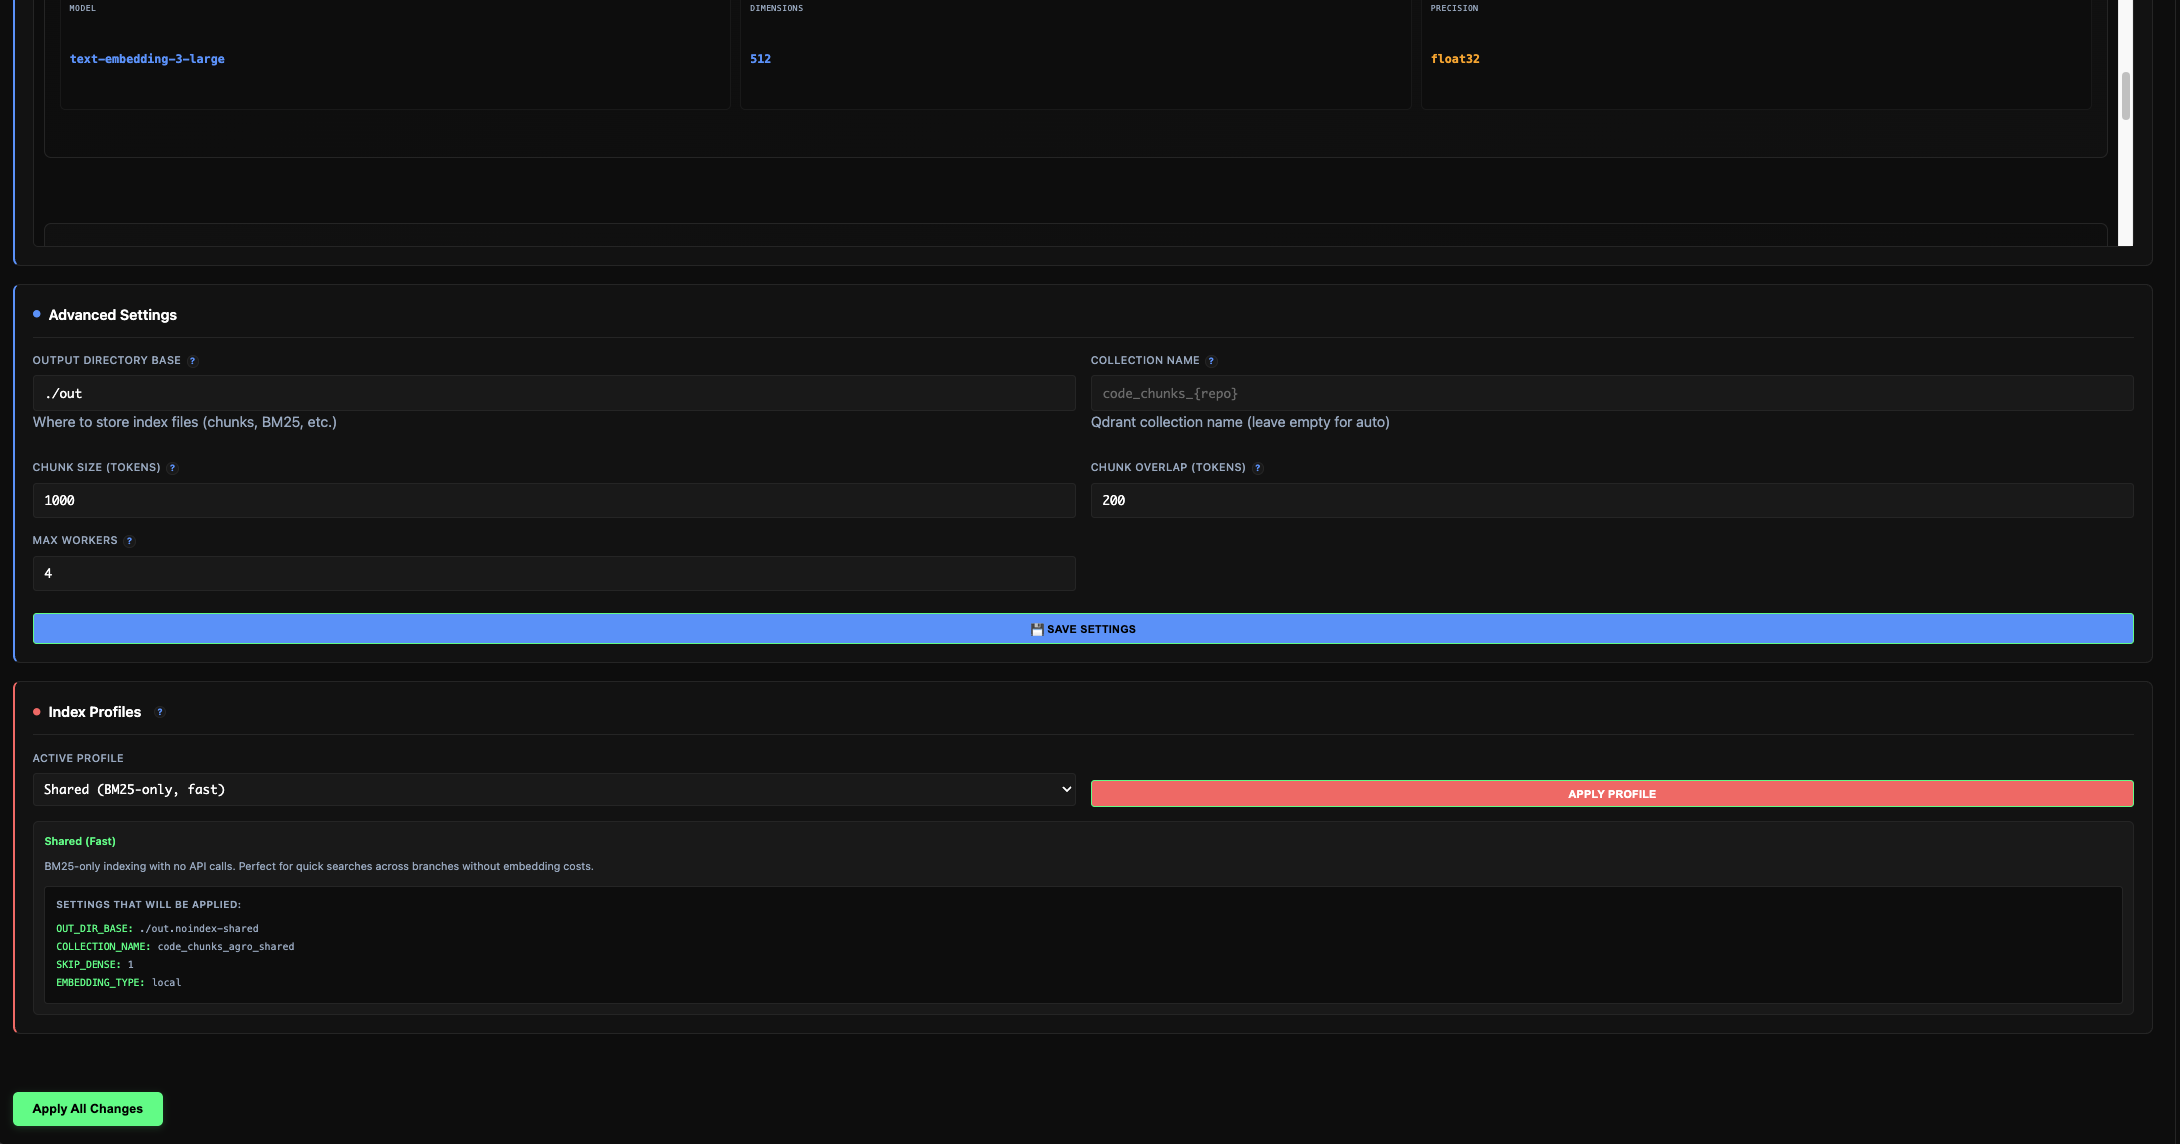 MODEL
DIMENSIONS
PRECISION
text-embedding-3-large
512
float32
Advanced Settings
OUTPUT DIRECTORY BASE ?
COLLECTION NAME ?
./out
code_chunks_{repo}
Where to store index files (chunks, BM25, etc.)
Qdrant collection name (leave empty for auto)
CHUNK SIZE (TOKENS) ?
CHUNK OVERLAP (TOKENS) ?
1000
200
MAX WORKERS ?
4
💾 SAVE SETTINGS
Index Profiles ?
ACTIVE PROFILE
Shared (BM25-only, fast)
APPLY PROFILE
Shared (Fast)
BM25-only indexing with no API calls. Perfect for quick searches across branches without embedding costs.
SETTINGS THAT WILL BE APPLIED:
OUT_DIR_BASE: ./out.noindex-shared
COLLECTION_NAME: code_chunks_agro_shared
SKIP_DENSE: 1
EMBEDDING_TYPE: local
Apply All Changes